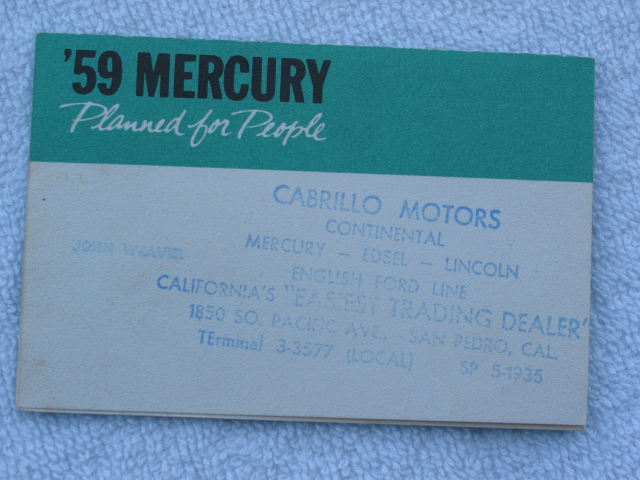 '59 MERCURY
Planned for People
CABRILLO MOTORS
CONTINENTAL
MERCURY - EDSEL - LINCOLN
JOHN WEAVER
ENGLISH FORD LINE
CALIFORNIA'S "EASIEST TRADING DEALER"
1850 SO. PACIFIC AVE., SAN PEDRO, CAL.
TErminal 3-3577 (LOCAL) SP 5-1935